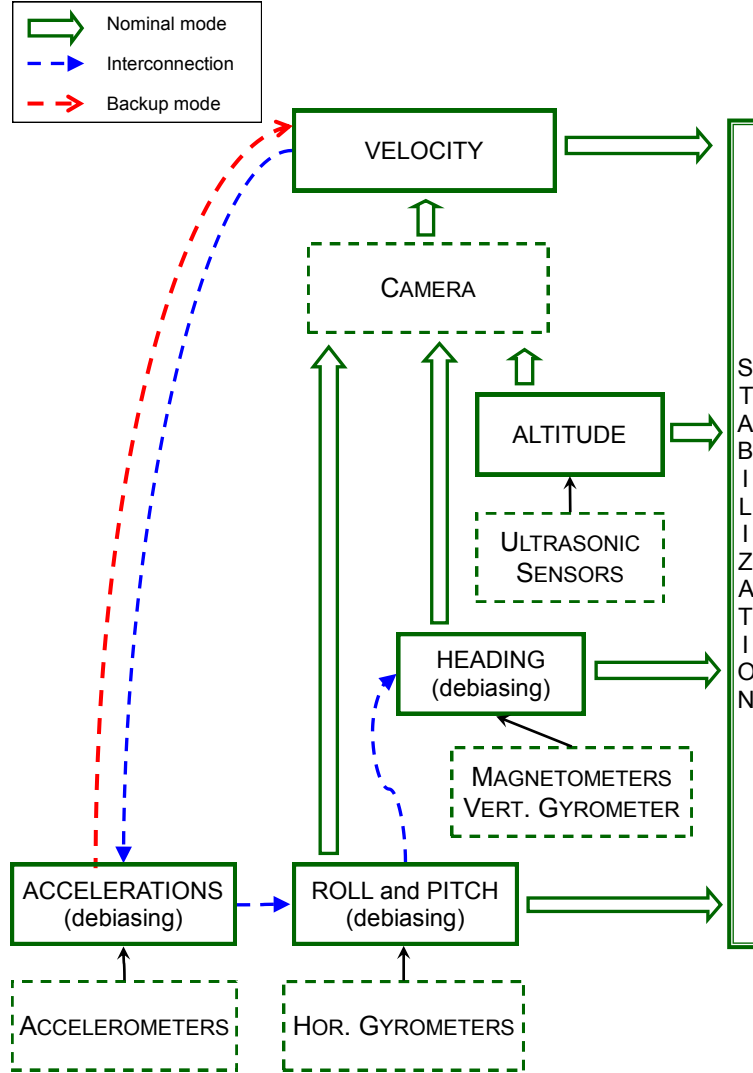 Nominal mode
Interconnection
Backup mode
VELOCITY
CAMERA
ALTITUDE
ULTRASONIC
SENSORS
HEADING
(debiasing)
MAGNETOMETERS
VERT. GYROMETER
ACCELERATIONS
(debiasing)
ROLL and PITCH
(debiasing)
ACCELEROMETERS
HOR. GYROMETERS
STABILIZATION